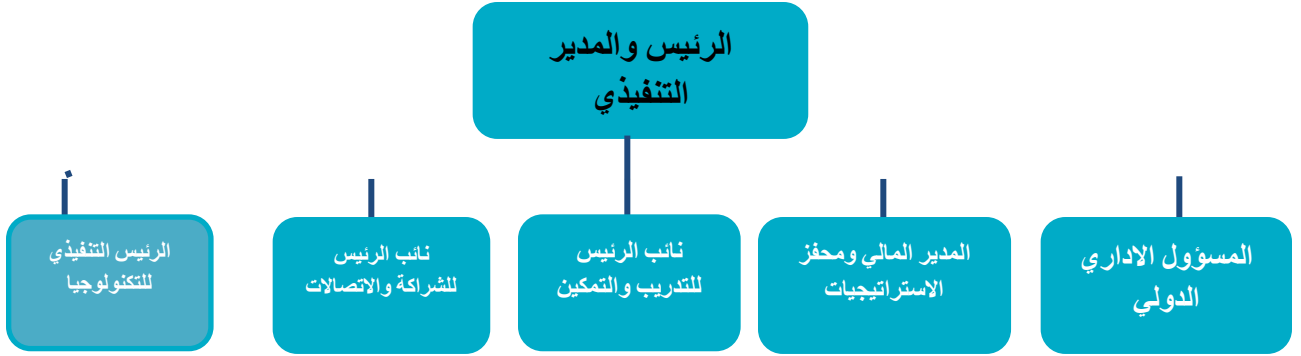 الرئيس والمدير
التنفيذي
المسؤول الاداري
الدولي
المدير المالي ومحفز
الاستراتيجيات
نائب الرئيس
للتدريب والتمكين
نائب الرئيس
للشراكة والاتصالات
الرئيس التنفيذي
للتكنولوجيا